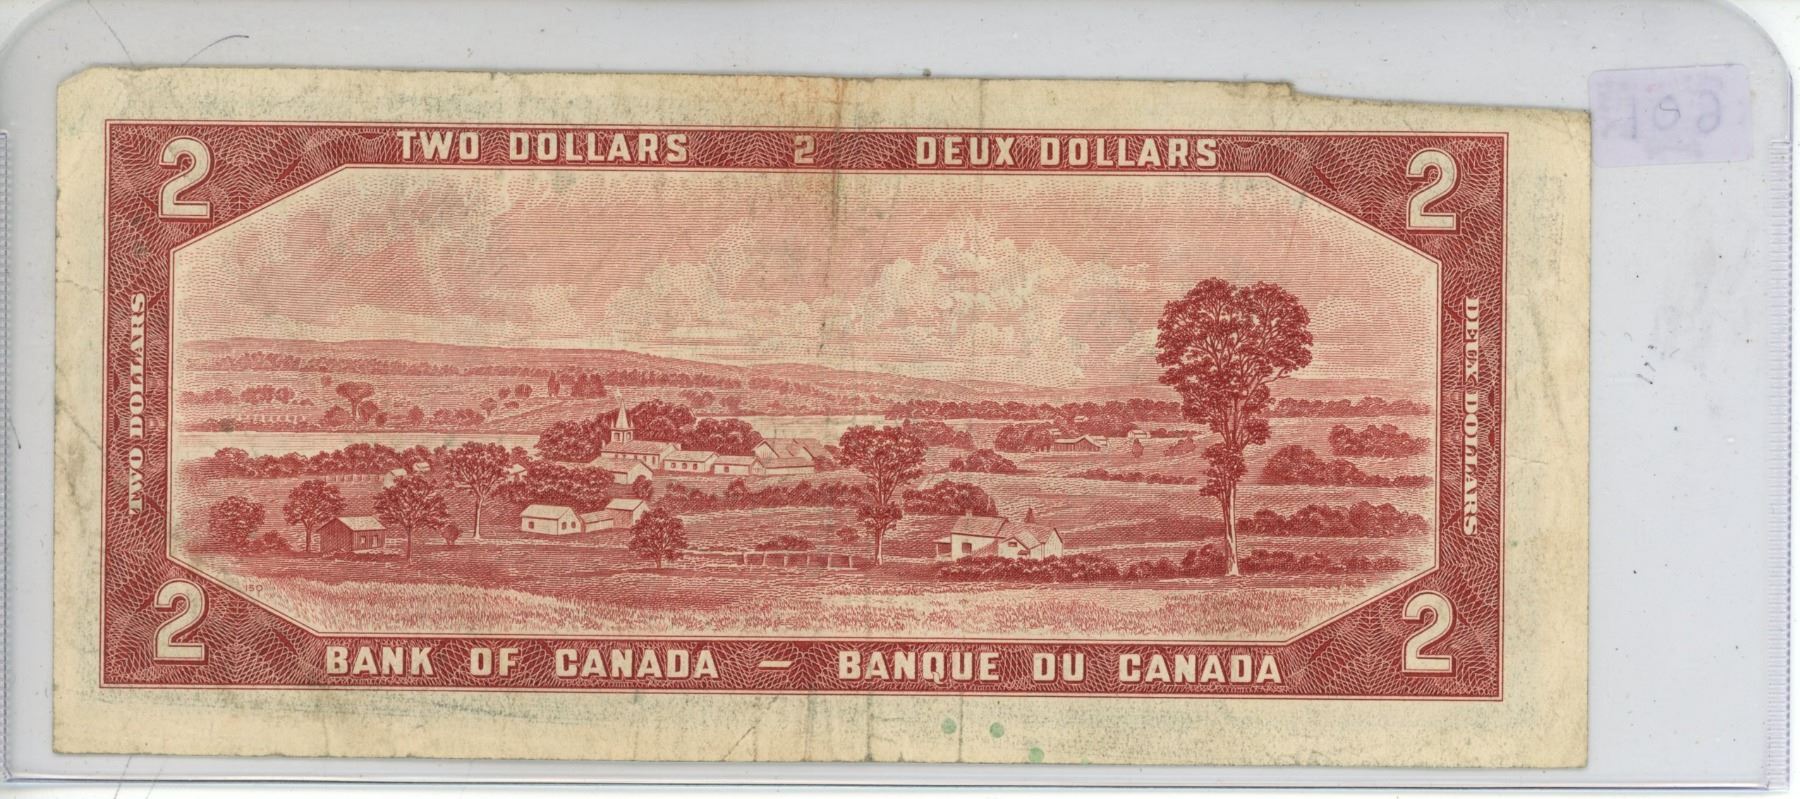 TWO DOLLARS 2 DEUX DOLLARS
2 2
TWO DOLLARS
DEUX DOLLARS
150
2 2
BANK OF CANADA — BANQUE DU CANADA